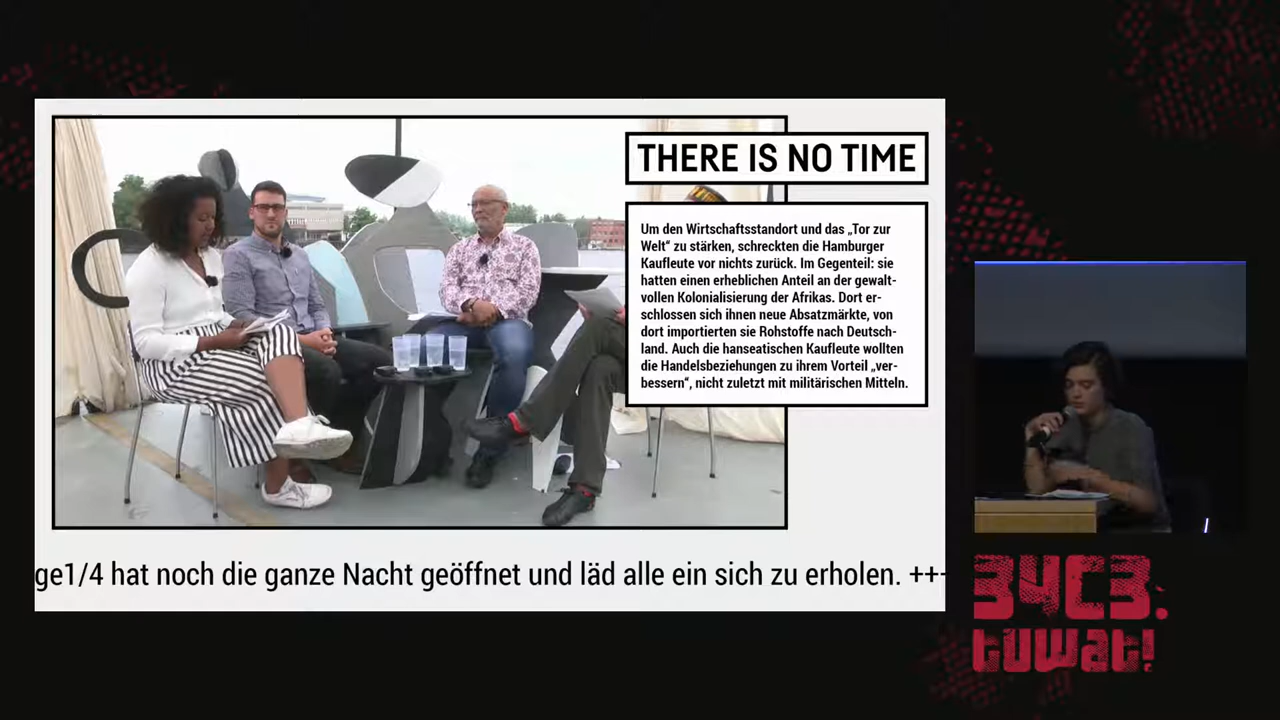 THERE IS NO TIME
Um den Wirtschaftsstandort und das „Tor zur
Welt“ zu stärken, schreckten die Hamburger
Kaufleute vor nichts zurück. Im Gegenteil: sie
hatten einen erheblichen Anteil an der gewalt-
vollen Kolonialisierung der Afrikas. Dort er-
schlossen sich ihnen neue Absatzmärkte, von
dort importierten sie Rohstoffe nach Deutsch-
land. Auch die hanseatischen Kaufleute wollten
die Handelsbeziehungen zu ihrem Vorteil „ver-
bessern“, nicht zuletzt mit militärischen Mitteln.
ge1/4 hat noch die ganze Nacht geöffnet und läd alle ein sich zu erholen. +++
34C3.
tuwat!